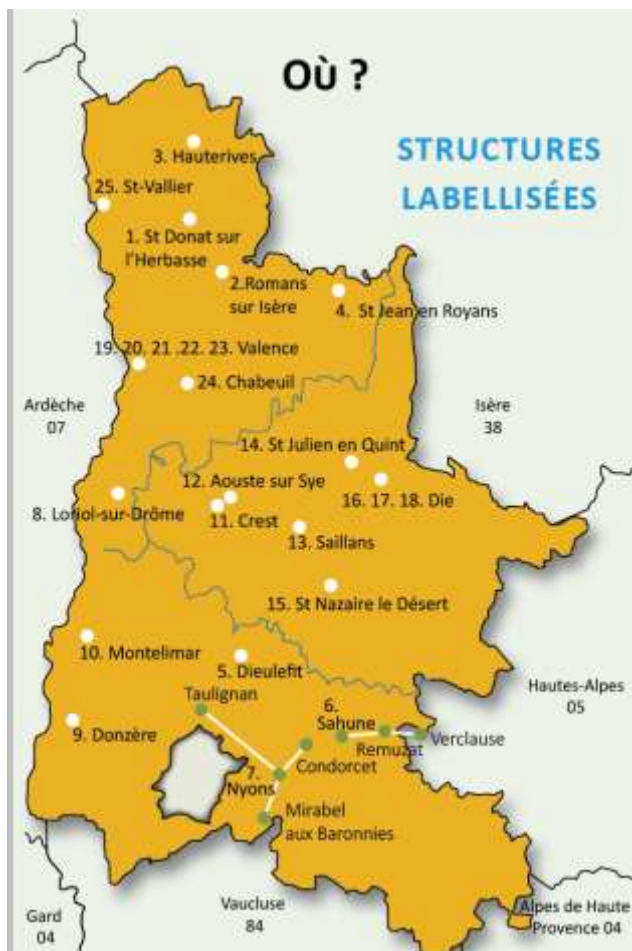 OÙ ?
STRUCTURES
LABELLISÉES
3. Hauterives
25. St-Vallier
1. St Donat sur
l'Herbasse
2.Romans
sur Isère
4. St Jean en Royans
19. 20. 21 .22. 23. Valence
24. Chabeuil
Ardèche
07
Isère
38
14. St Julien en Quint
12. Aouste sur Sye
16. 17. 18. Die
8. Loriol-sur-Drôme
11. Crest
13. Saillans
15. St Nazaire le Désert
10. Montelimar
5. Dieulefit
Hautes-Alpes
05
Taulignan
6.
Sahune
9. Donzère
Remuzat
Verclause
Condorcet
7.
Nyons
Mirabel
aux Baronnies
Gard
04
Vaucluse
84
Alpes de Haute
Provence 04